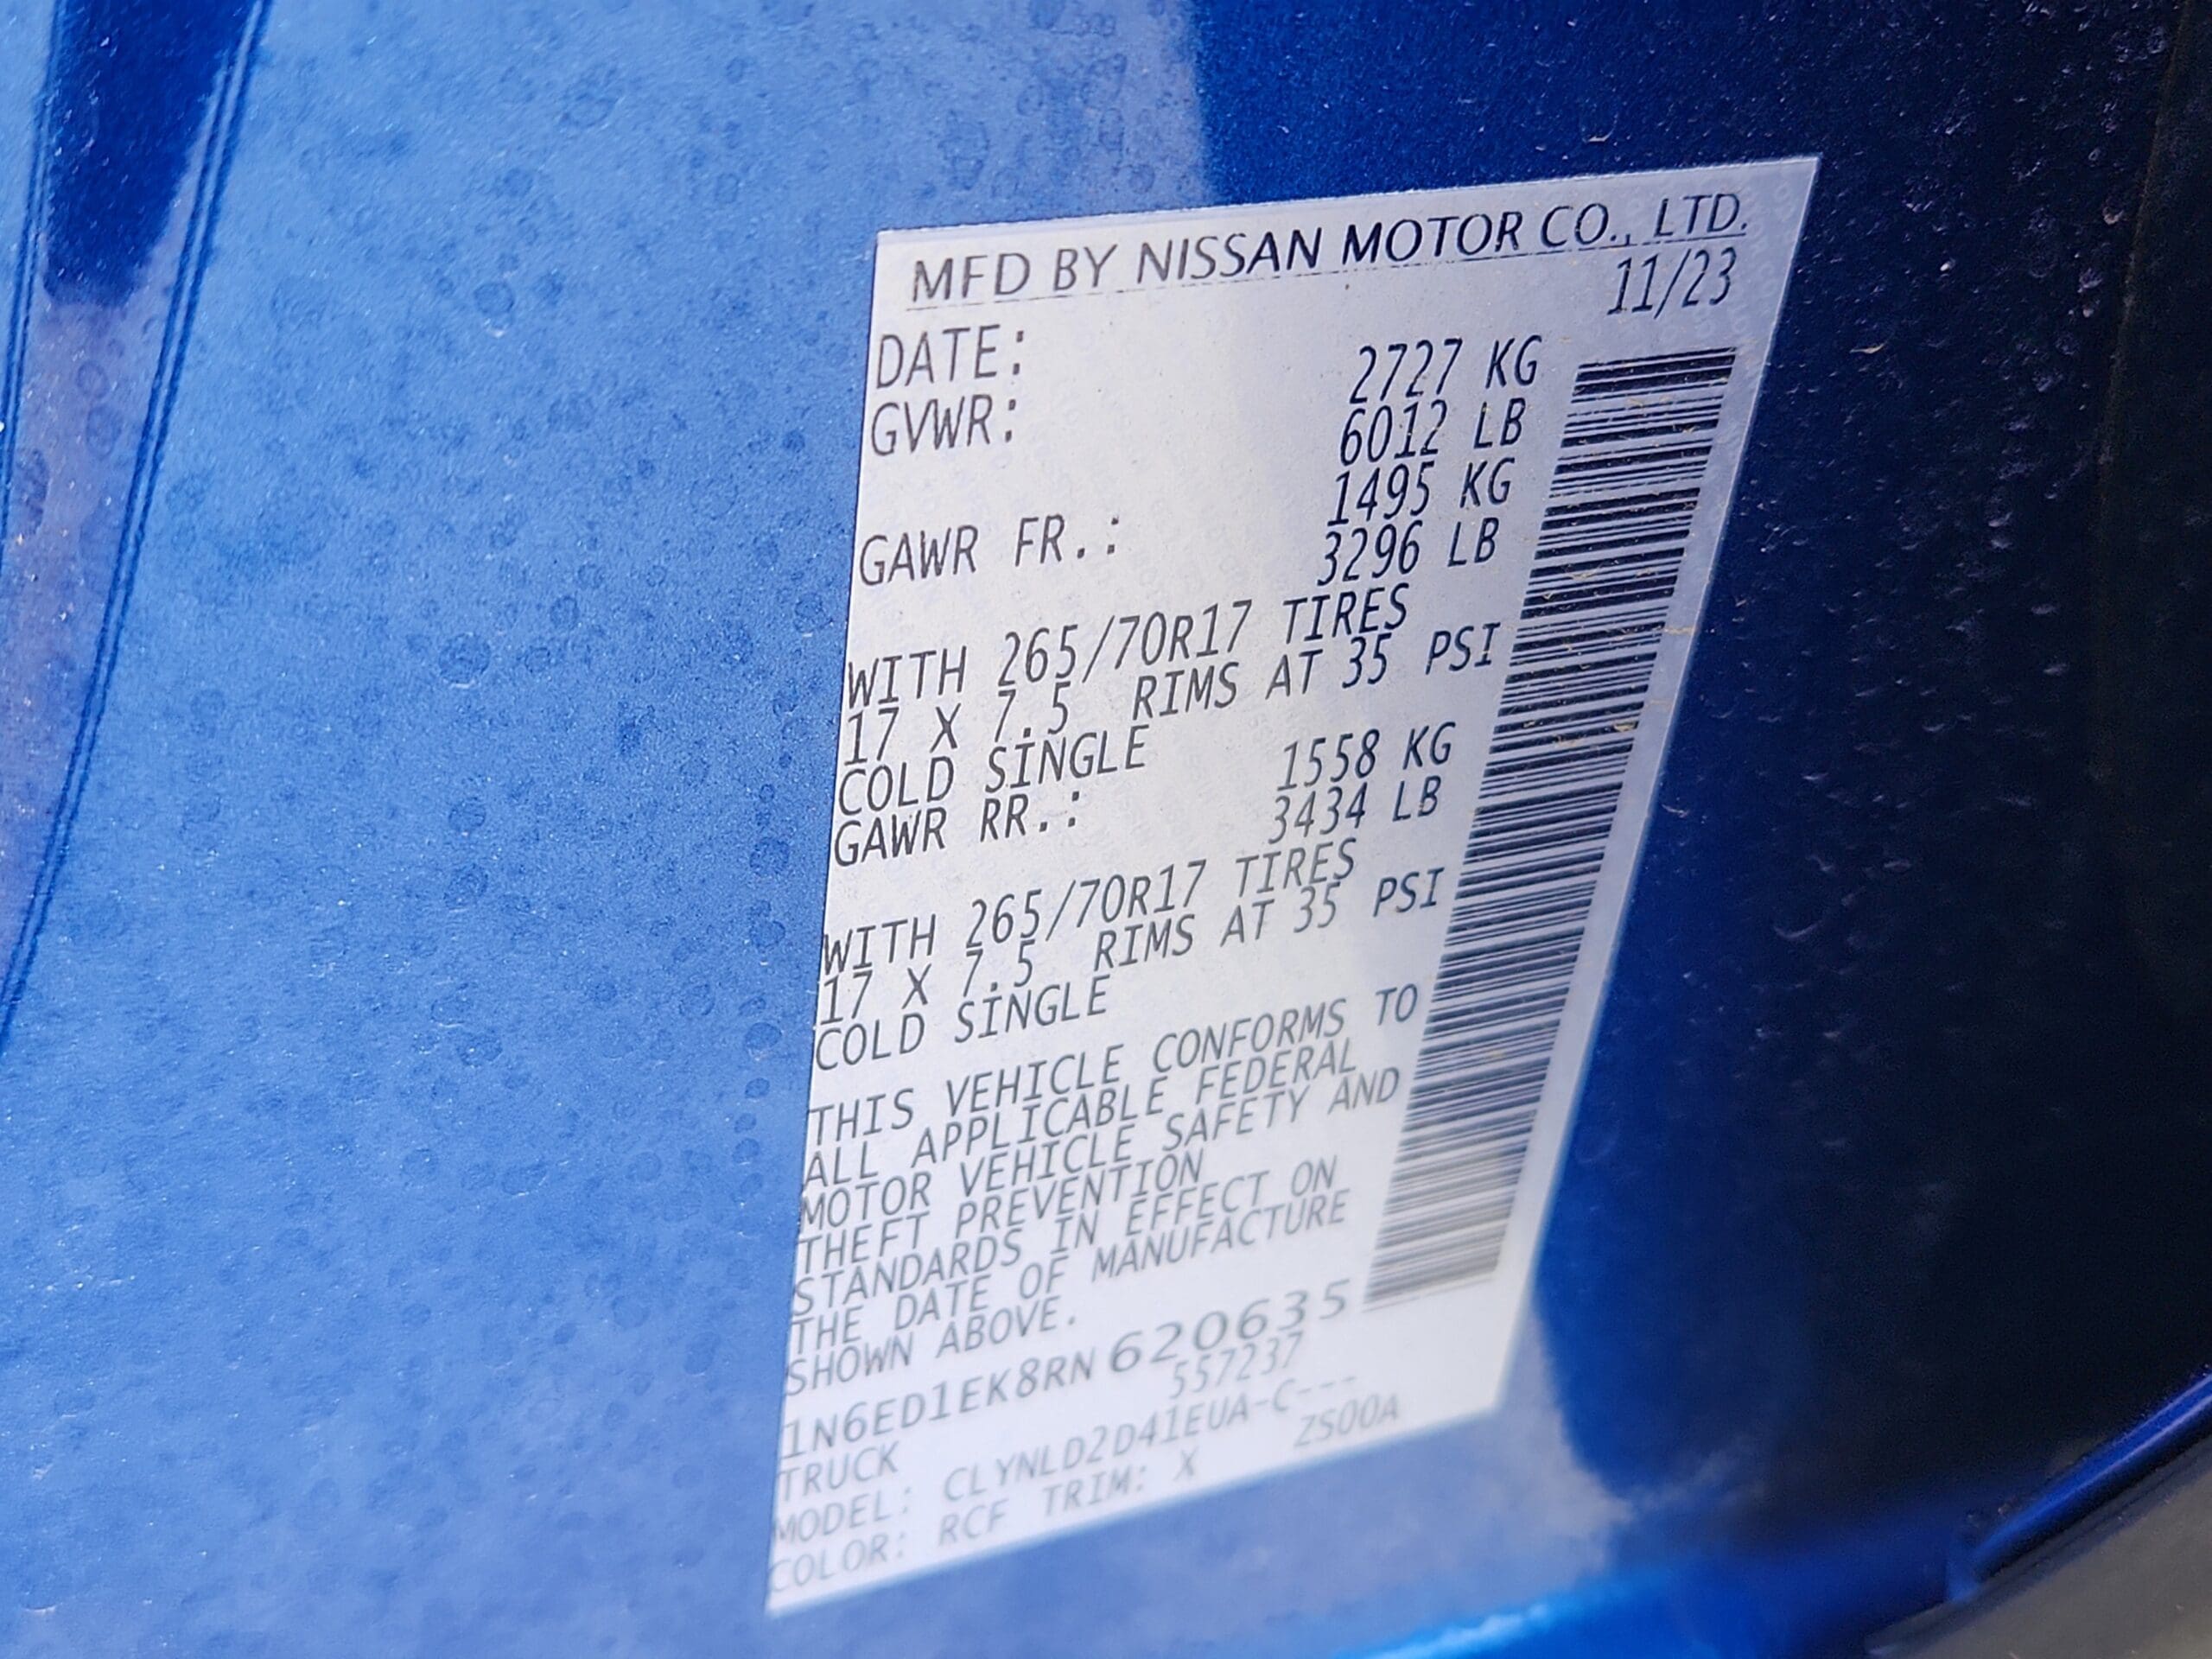 MFD BY NISSAN MOTOR CO., LTD.
DATE: 11/23
GVWR: 2727 KG
6012 LB
GAWR FR.: 1495 KG
3296 LB
WITH 265/70R17 TIRES
17 X 7.5 RIMS AT 35 PSI
COLD SINGLE
GAWR RR.: 1558 KG
3434 LB
WITH 265/70R17 TIRES
17 X 7.5 RIMS AT 35 PSI
COLD SINGLE
THIS VEHICLE CONFORMS TO
ALL APPLICABLE FEDERAL
MOTOR VEHICLE SAFETY AND
THEFT PREVENTION
STANDARDS IN EFFECT ON
THE DATE OF MANUFACTURE
SHOWN ABOVE.
1N6ED1EK8RN620635
TRUCK 557237
MODEL: CLYNLD2D41EUA-C---
COLOR: RCF TRIM: X ZS00A